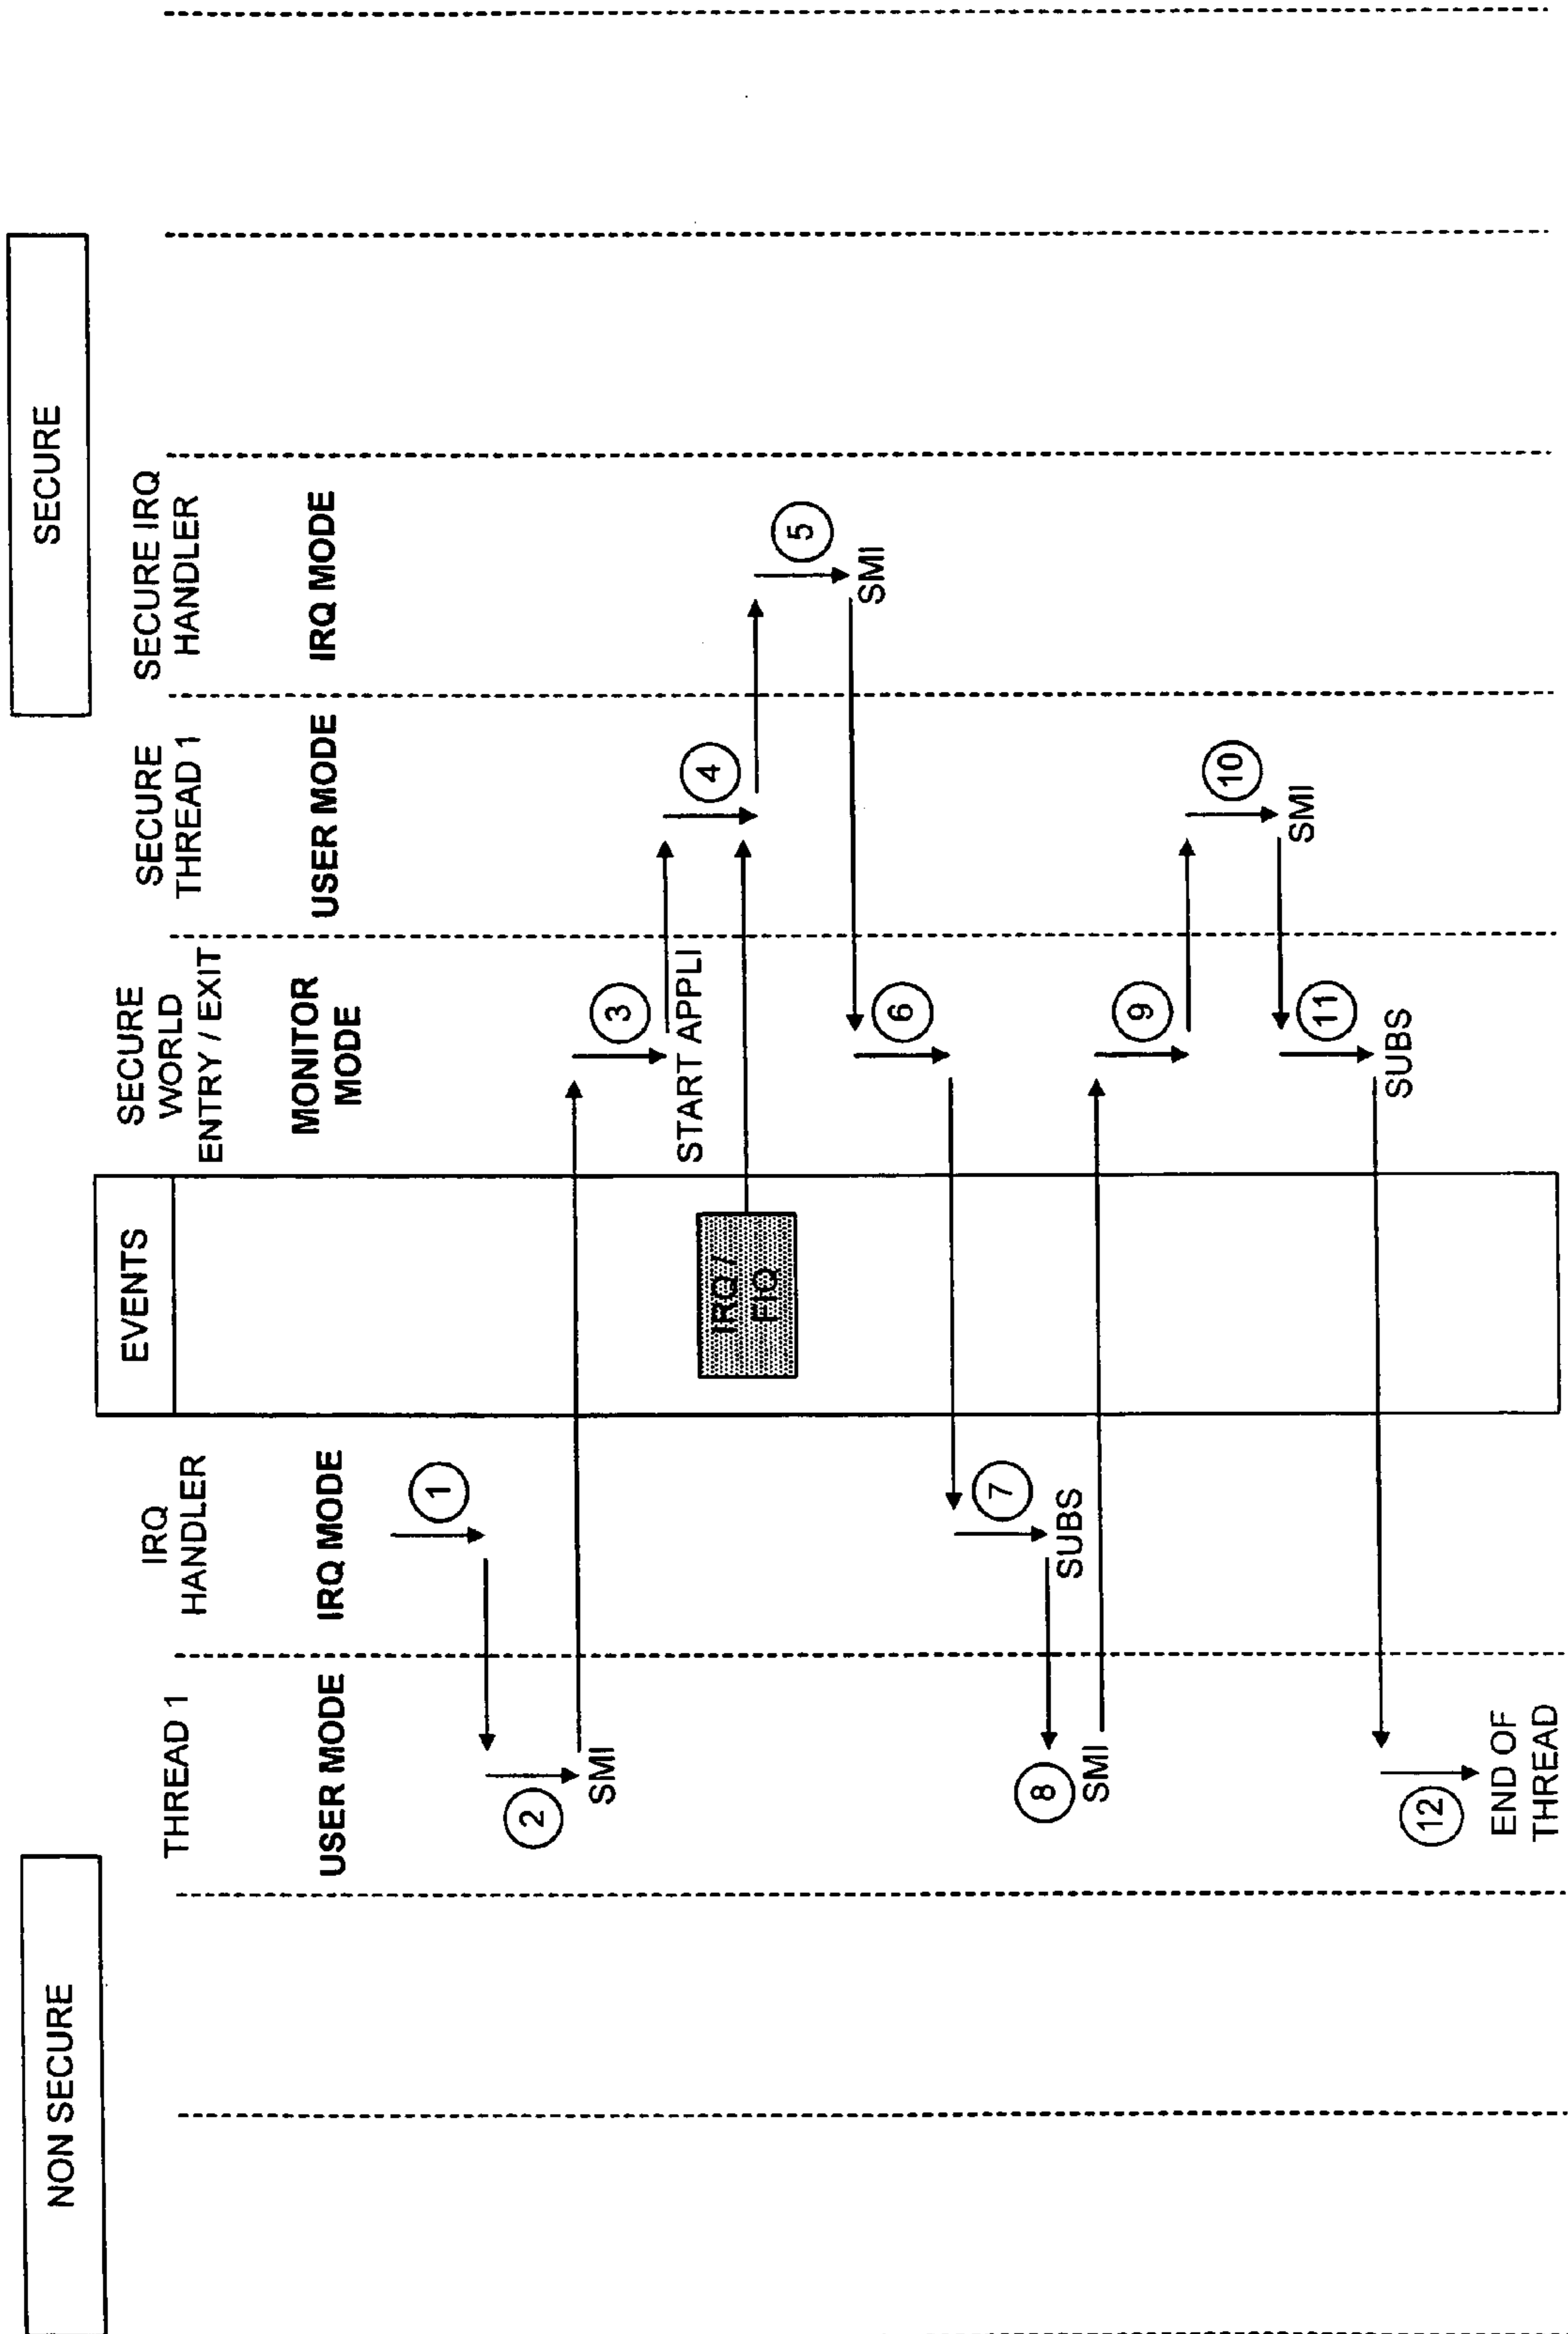 NON SECURE
SECURE
THREAD 1
IRQ
HANDLER
EVENTS
SECURE
WORLD
ENTRY / EXIT
SECURE
THREAD 1
SECURE IRQ
HANDLER
USER MODE
IRQ MODE
MONITOR
MODE
USER MODE
IRQ MODE
1
2
SMI
3
START APPLI
4
IRQ /
FIQ
5
SMI
6
7
SUBS
8
SMI
9
10
SMI
11
SUBS
12
END OF
THREAD